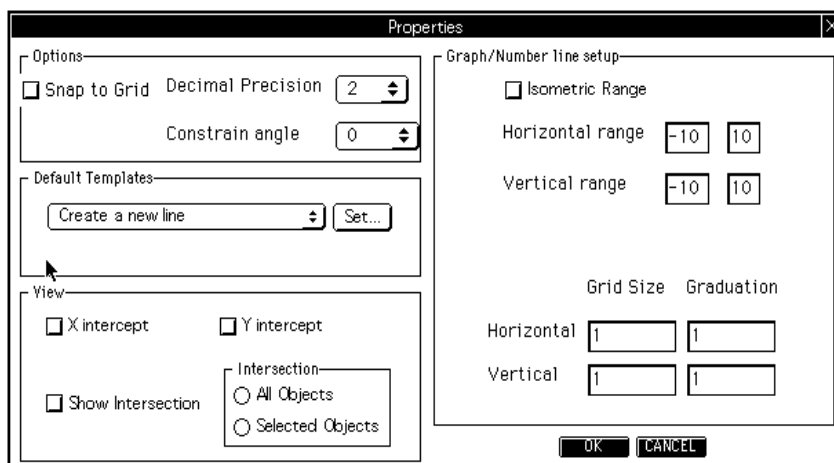 Properties
Options
Snap to Grid
Decimal Precision 2
Constrain angle 0
Default Templates
Create a new line Set...
View
X intercept Y intercept
Show Intersection
Intersection
All Objects
Selected Objects
Graph/Number line setup
Isometric Range
Horizontal range -10 10
Vertical range -10 10
Grid Size Graduation
Horizontal 1 1
Vertical 1 1
OK CANCEL